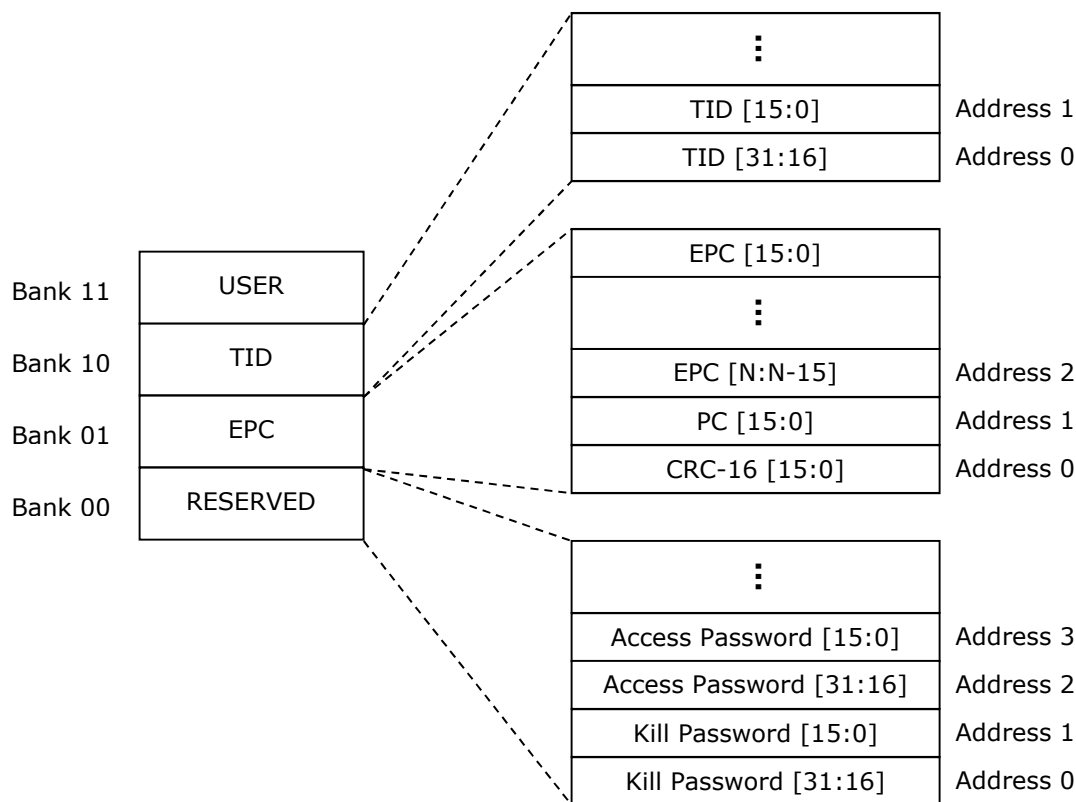 ⋮
TID [15:0] Address 1
TID [31:16] Address 0
EPC [15:0]
⋮
EPC [N:N-15] Address 2
PC [15:0] Address 1
CRC-16 [15:0] Address 0
Bank 11 USER
Bank 10 TID
Bank 01 EPC
Bank 00 RESERVED
⋮
Access Password [15:0] Address 3
Access Password [31:16] Address 2
Kill Password [15:0] Address 1
Kill Password [31:16] Address 0